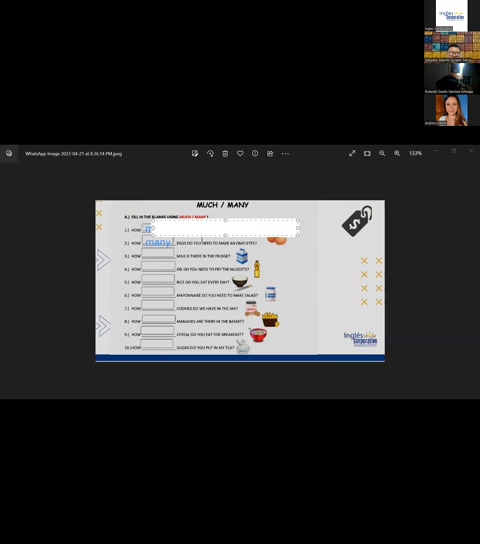 Inglés
Corporativo
WhatsApp Image 2023-04-21 at 8.36.14 PM.jpeg
133%
MUCH / MANY
A.) FILL IN THE BLANKS USING MUCH / MANY
1.) HOW m
2.) HOW many EGGS DO YOU NEED TO MAKE AN OMELETTE?
3.) HOW MILK IS THERE IN THE FRIDGE?
4.) HOW OIL DO YOU NEED TO FRY THE NUGGETS?
5.) HOW RICE DO YOU EAT EVERY DAY?
6.) HOW MAYONNAISE DO YOU NEED TO MAKE SALAD?
7.) HOW COOKIES DO WE HAVE IN THE JAR?
8.) HOW MANGOES ARE THERE IN THE BASKET?
9.) HOW CEREAL DO YOU EAT FOR BREAKFAST?
10.) HOW SUGAR DID YOU PUT IN MY TEA?
Inglés
Corporativo